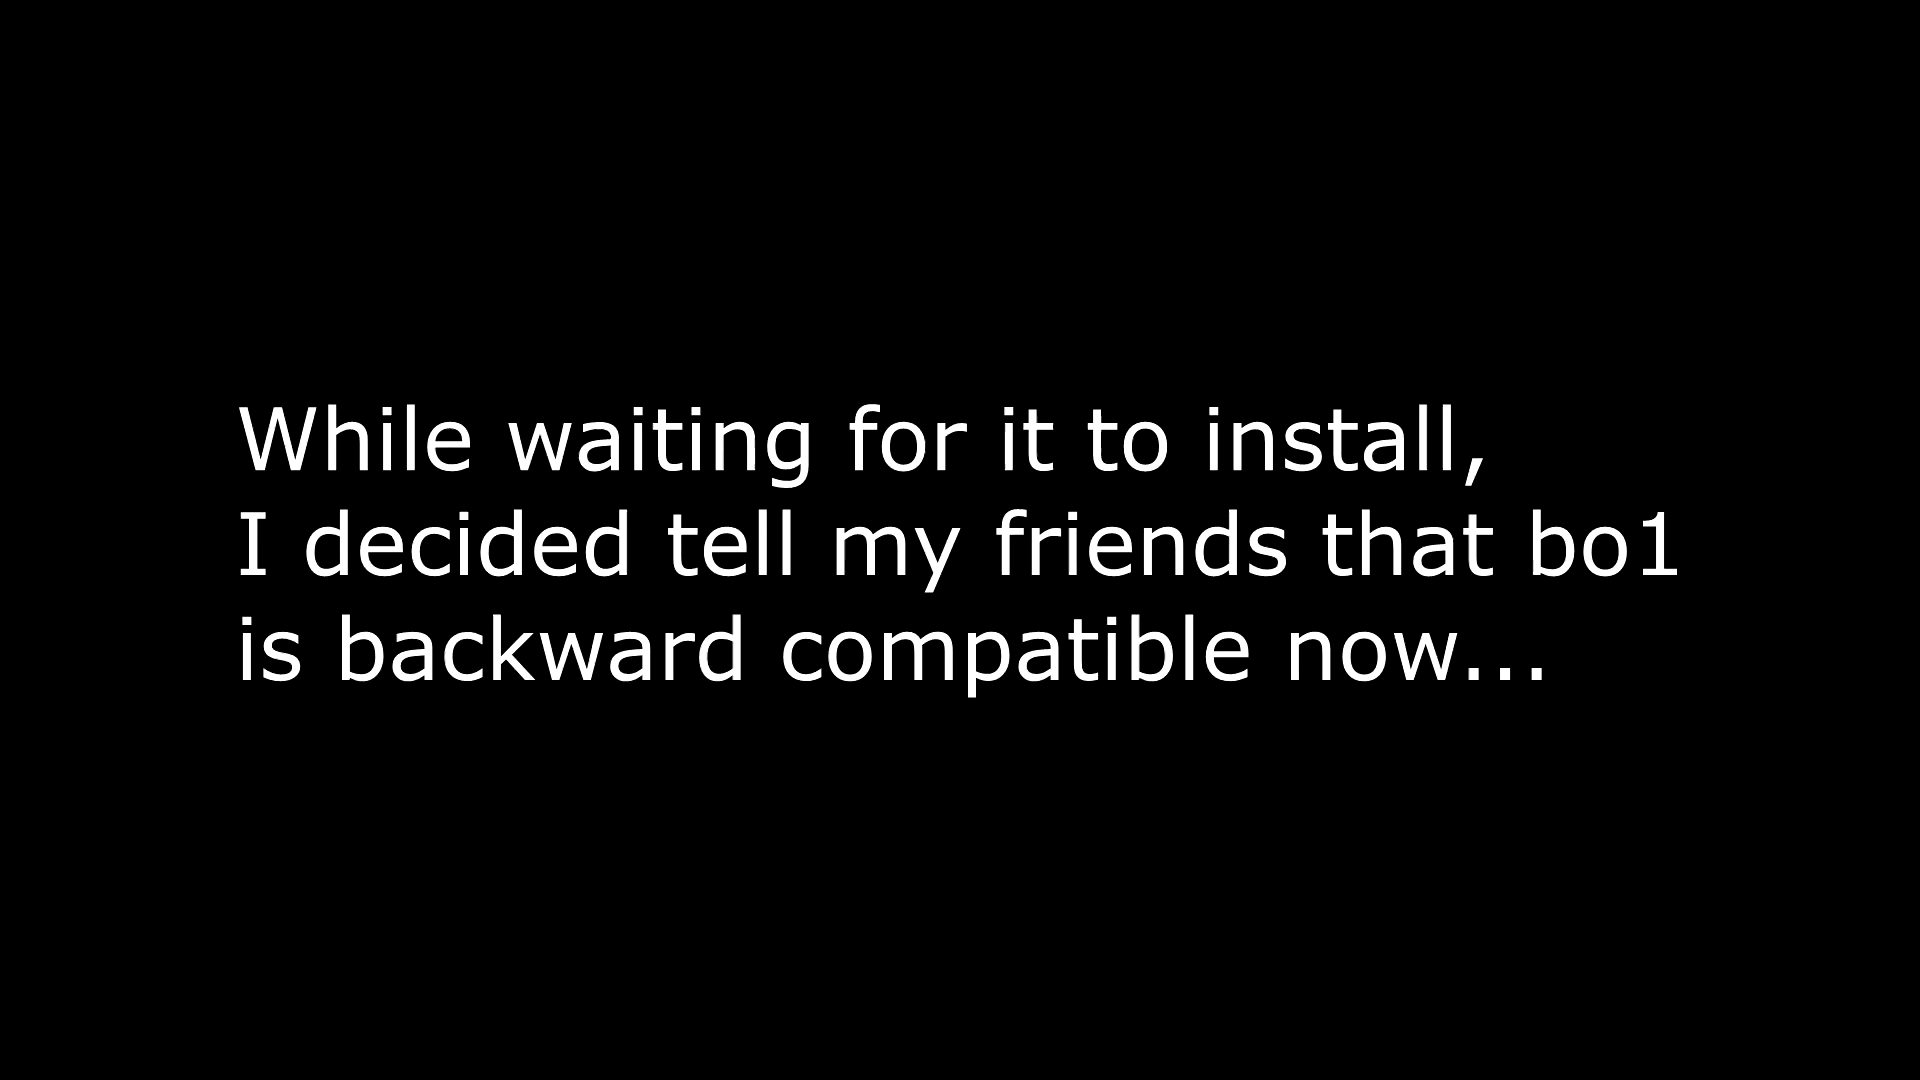 While waiting for it to install,
I decided tell my friends that bo1
is backward compatible now...